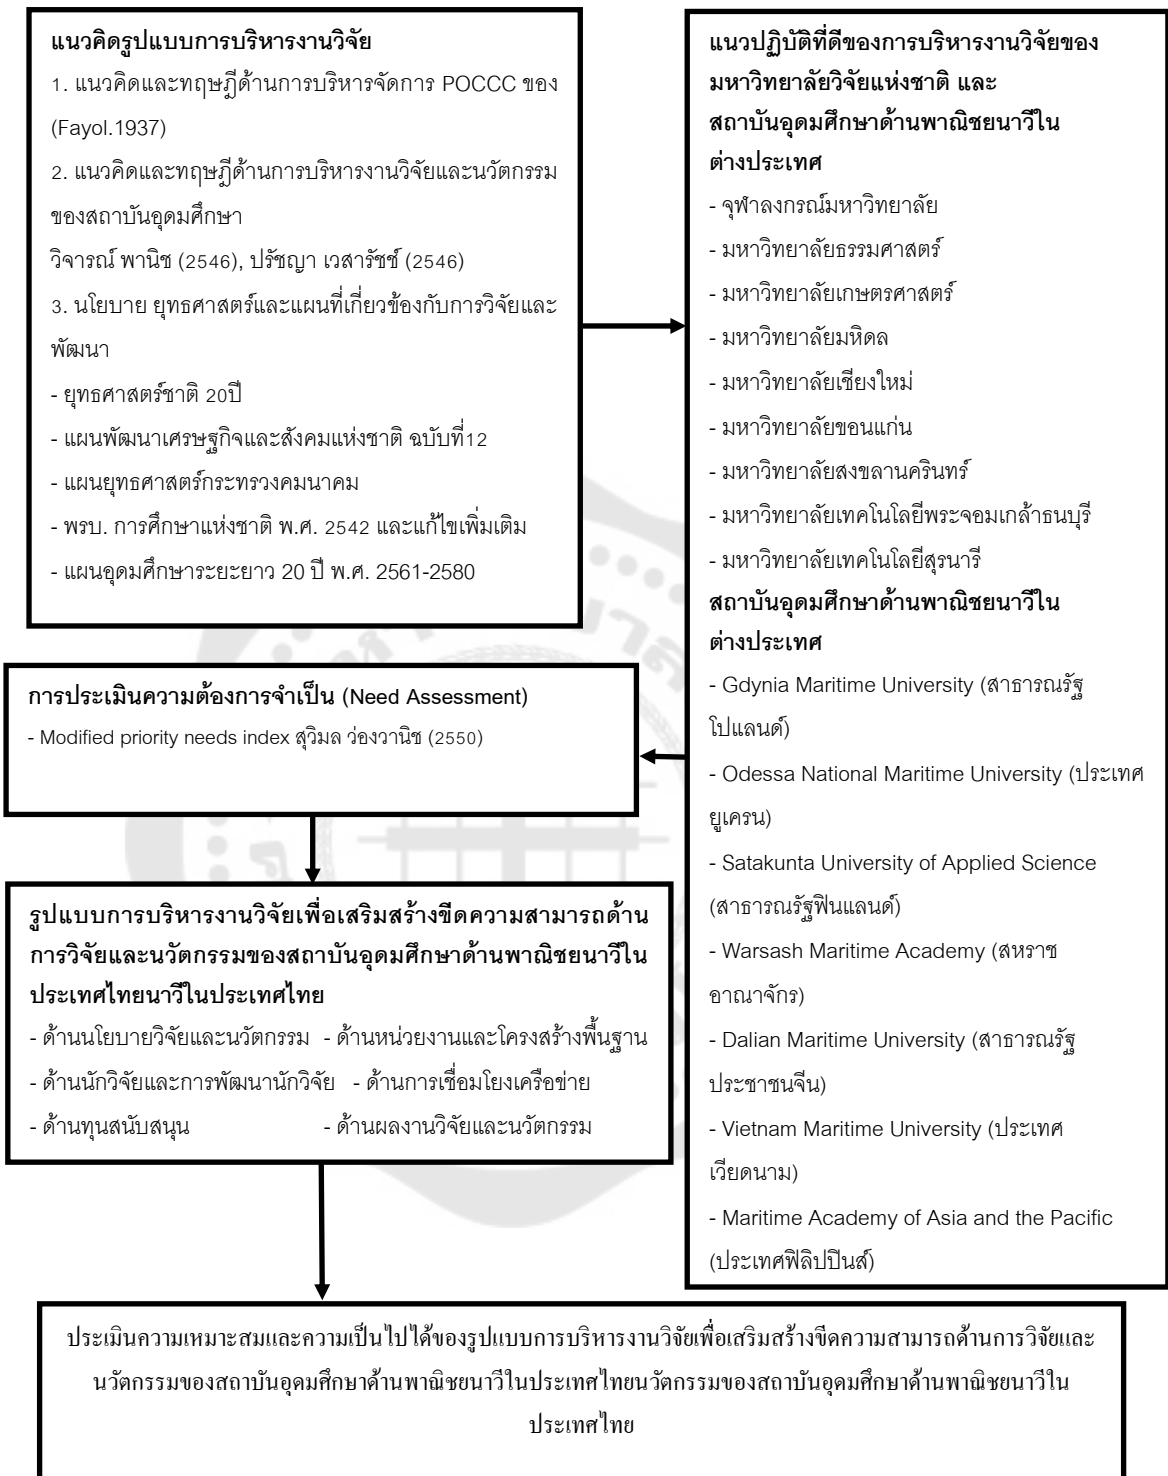 แนวคิดรูปแบบการบริหารงานวิจัย
1. แนวคิดและทฤษฎีด้านการบริหารจัดการ POCCC ของ
(Fayol.1937)
2. แนวคิดและทฤษฎีด้านการบริหารงานวิจัยและนวัตกรรม
ของสถาบันอุดมศึกษา
วิจารณ์ พานิช (2546), ปรัชญา เวสารัชช์ (2546)
3. นโยบาย ยุทธศาสตร์และแผนที่เกี่ยวข้องกับการวิจัยและ
พัฒนา
- ยุทธศาสตร์ชาติ 20ปี
- แผนพัฒนาเศรษฐกิจและสังคมแห่งชาติ ฉบับที่12
- แผนยุทธศาสตร์กระทรวงคมนาคม
- พรบ. การศึกษาแห่งชาติ พ.ศ. 2542 และแก้ไขเพิ่มเติม
- แผนอุดมศึกษาระยะยาว 20 ปี พ.ศ. 2561-2580
แนวปฏิบัติที่ดีของการบริหารงานวิจัยของ
มหาวิทยาลัยวิจัยแห่งชาติ และ
สถาบันอุดมศึกษาด้านพาณิชยนาวีใน
ต่างประเทศ
- จุฬาลงกรณ์มหาวิทยาลัย
- มหาวิทยาลัยธรรมศาสตร์
- มหาวิทยาลัยเกษตรศาสตร์
- มหาวิทยาลัยมหิดล
- มหาวิทยาลัยเชียงใหม่
- มหาวิทยาลัยขอนแก่น
- มหาวิทยาลัยสงขลานครินทร์
- มหาวิทยาลัยเทคโนโลยีพระจอมเกล้าธนบุรี
- มหาวิทยาลัยเทคโนโลยีสุรนารี
สถาบันอุดมศึกษาด้านพาณิชยนาวีใน
ต่างประเทศ
- Gdynia Maritime University (สาธารณรัฐ
โปแลนด์)
- Odessa National Maritime University (ประเทศ
ยูเครน)
- Satakunta University of Applied Science
(สาธารณรัฐฟินแลนด์)
- Warsash Maritime Academy (สหราช
อาณาจักร)
- Dalian Maritime University (สาธารณรัฐ
ประชาชนจีน)
- Vietnam Maritime University (ประเทศ
เวียดนาม)
- Maritime Academy of Asia and the Pacific
(ประเทศฟิลิปปินส์)
การประเมินความต้องการจำเป็น (Need Assessment)
- Modified priority needs index สุวิมล ว่องวานิช (2550)
รูปแบบการบริหารงานวิจัยเพื่อเสริมสร้างขีดความสามารถด้าน
การวิจัยและนวัตกรรมของสถาบันอุดมศึกษาด้านพาณิชยนาวีใน
ประเทศไทยนาวีในประเทศไทย
- ด้านนโยบายวิจัยและนวัตกรรม - ด้านหน่วยงานและโครงสร้างพื้นฐาน
- ด้านนักวิจัยและการพัฒนานักวิจัย - ด้านการเชื่อมโยงเครือข่าย
- ด้านทุนสนับสนุน - ด้านผลงานวิจัยและนวัตกรรม
ประเมินความเหมาะสมและความเป็นไปได้ของรูปแบบการบริหารงานวิจัยเพื่อเสริมสร้างขีดความสามารถด้านการวิจัยและ
นวัตกรรมของสถาบันอุดมศึกษาด้านพาณิชยนาวีในประเทศไทยนวัตกรรมของสถาบันอุดมศึกษาด้านพาณิชยนาวีใน
ประเทศไทย